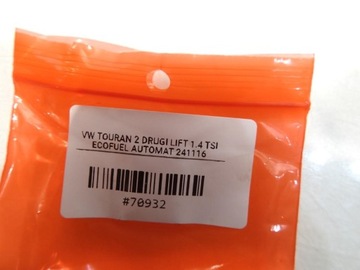 VW TOURAN 2 DRUGI LIFT 1.4 TSI
ECOFUEL AUTOMAT 241116
#70932